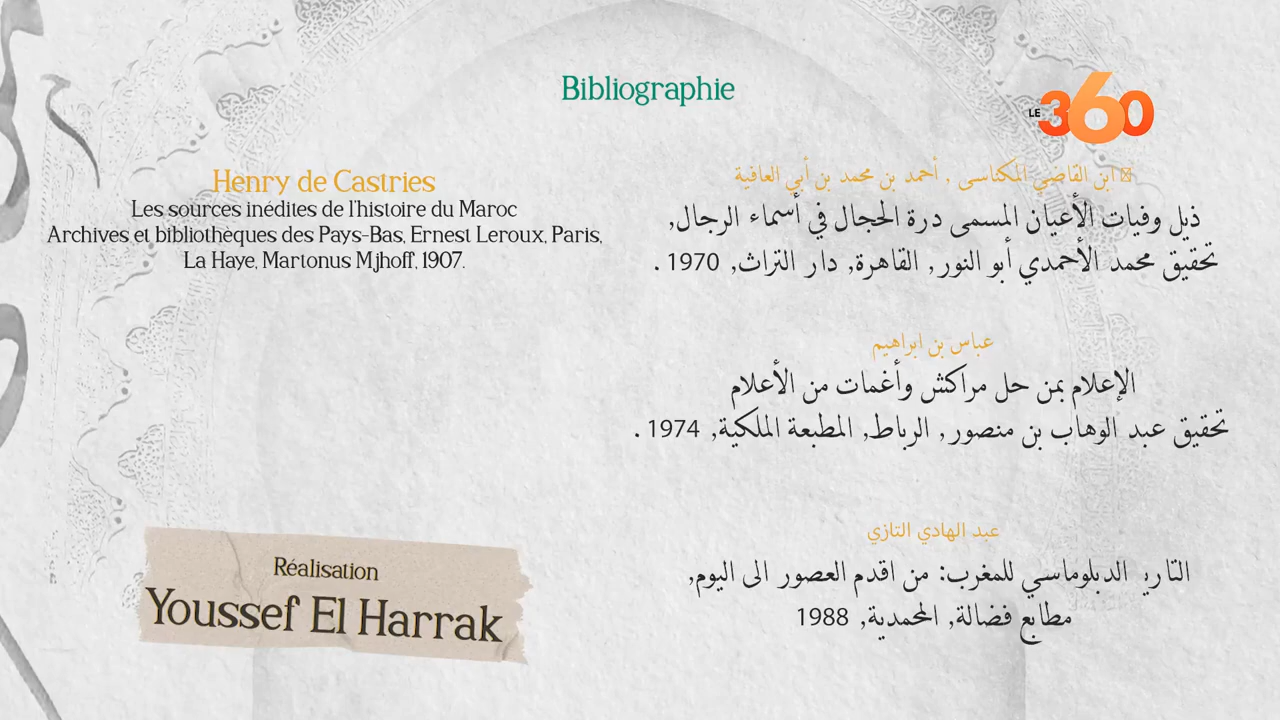 Bibliographie
LE 360
Henry de Castries
Les sources inédites de l'histoire du Maroc
Archives et bibliothèques des Pays-Bas, Ernest Leroux, Paris,
La Haye, Martonus Mjhoff, 1907.
ابن القاضي المكناسى , أحمد بن محمد بن أبي العافية
ذيل وفيات الأعيان المسمى درة الحجال في أسماء الرجال,
تحقيق محمد الأحمدي أبو النور, القاهرة, دار التراث, 1970 .
عباس بن ابراهيم
الإعلام بمن حل مراكش وأغمات من الأعلام
تحقيق عبد الوهاب بن منصور, الرباط, المطبعة الملكية, 1974 .
عبد الهادي التازي
التاري الدبلوماسي للمغرب: من اقدم العصور الى اليوم,
مطابع فضالة, المحمدية, 1988
Réalisation
Youssef El Harrak